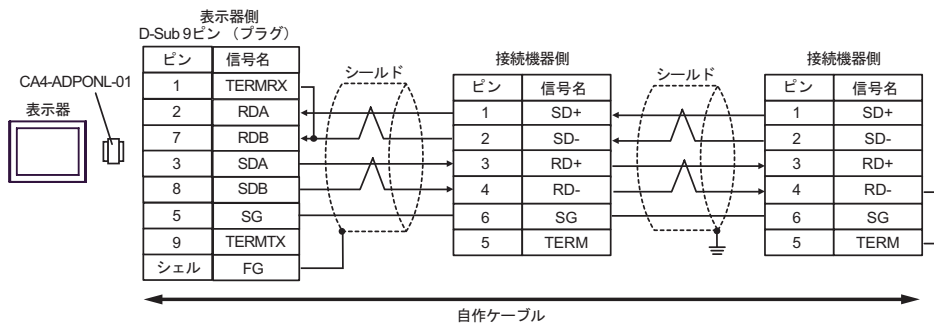 表示器側
D-Sub 9ピン （プラグ）
CA4-ADPONL-01
表示器
ピン 信号名
1 TERMRX
2 RDA
7 RDB
3 SDA
8 SDB
5 SG
9 TERMTX
シェル FG
シールド
接続機器側
ピン 信号名
1 SD+
2 SD-
3 RD+
4 RD-
6 SG
5 TERM
シールド
接続機器側
ピン 信号名
1 SD+
2 SD-
3 RD+
4 RD-
6 SG
5 TERM
自作ケーブル